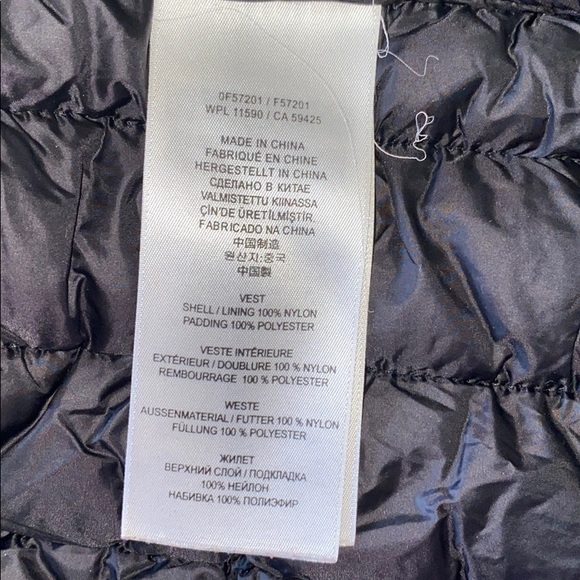 0F57201 / F57201
WPL 11590 / CA 59425
MADE IN CHINA
FABRIQUÉ EN CHINE
HERGESTELLT IN CHINA
СДЕЛАНО В КИТАЕ
VALMISTETTU KIINASSA
ÇİN'DE ÜRETİLMİŞTİR.
FABRICADO NA CHINA
中国制造
원산지:중국
中国製
VEST
SHELL / LINING 100% NYLON
PADDING 100% POLYESTER
VESTE INTÉRIEURE
EXTÉRIEUR / DOUBLURE 100 % NYLON
REMBOURRAGE 100 % POLYESTER
WESTE
AUSSENMATERIAL / FUTTER 100 % NYLON
FÜLLUNG 100 % POLYESTER
ЖИЛЕТ
ВЕРХНИЙ СЛОЙ / ПОДКЛАДКА
100% НЕЙЛОН
НАБИВКА 100% ПОЛИЭФИР